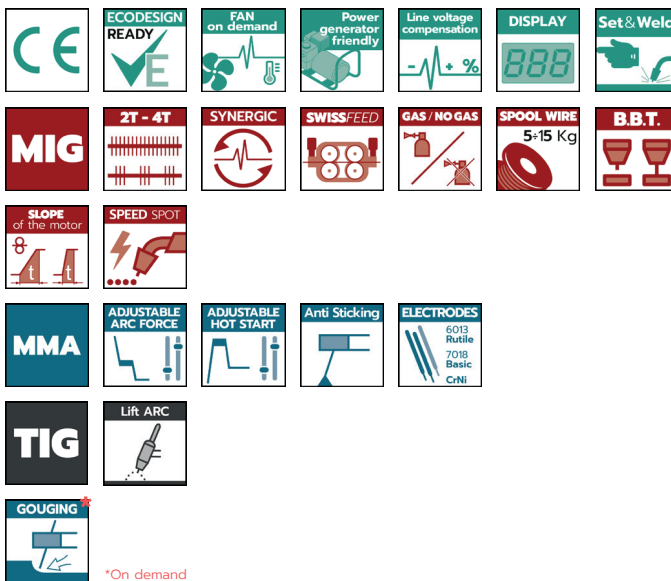 CE
ECODESIGN
READY
E
FAN
on demand
Power
generator
friendly
Line voltage
compensation
%
DISPLAY
888
Set&Weld
MIG
2T - 4T
SYNERGIC
SWISSFEED
GAS / NO GAS
SPOOL WIRE
5÷15 Kg
B.B.T.
SLOPE
of the motor
t t
SPEED SPOT
MMA
ADJUSTABLE
ARC FORCE
ADJUSTABLE
HOT START
Anti Sticking
ELECTRODES
6013
Rutile
7018
Basic
CrNi
TIG
Lift ARC
GOUGING*
*On demand